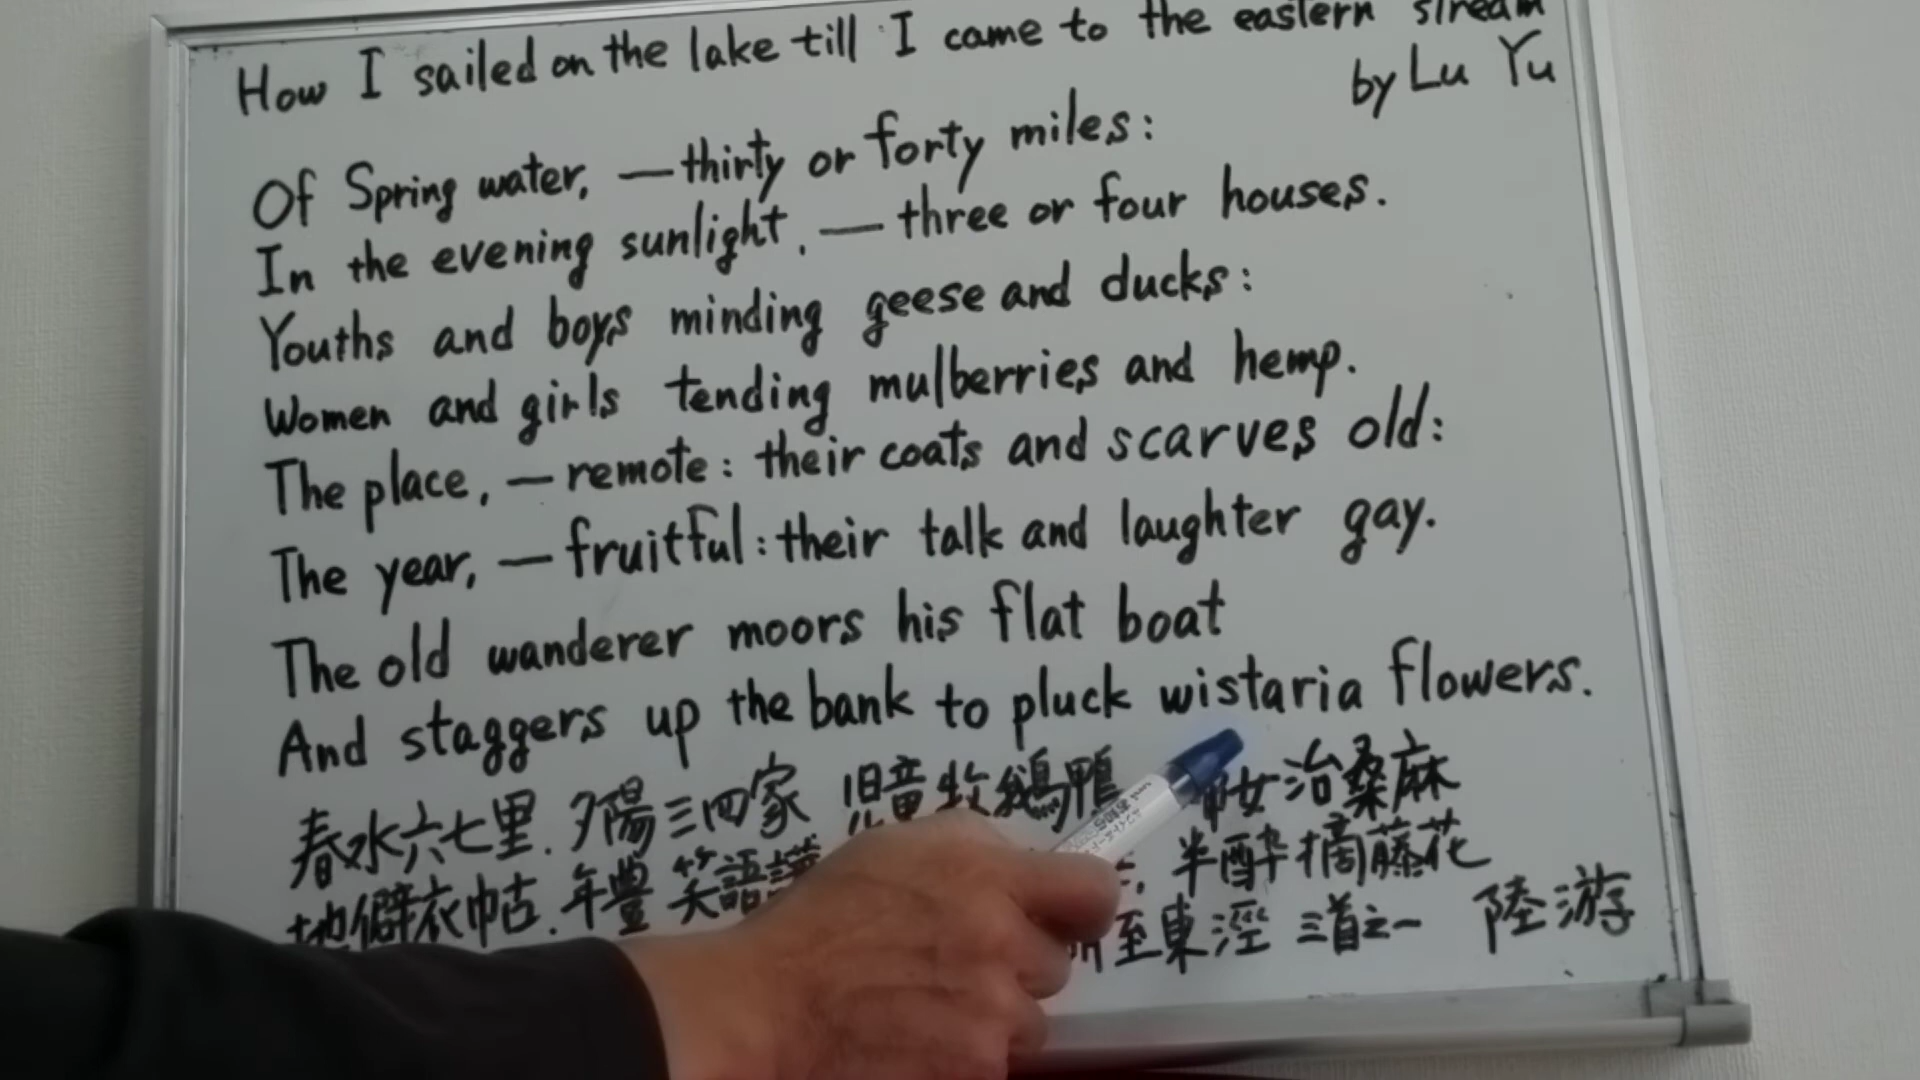 How I sailed on the lake till I came to the eastern stream
by Lu Yu
Of Spring water, — thirty or forty miles:
In the evening sunlight, — three or four houses.
Youths and boys minding geese and ducks:
Women and girls tending mulberries and hemp.
The place, — remote: their coats and scarves old:
The year, — fruitful: their talk and laughter gay.
The old wanderer moors his flat boat
And staggers up the bank to pluck wistaria flowers.
春水六七里. 夕陽三四家 児童牧鵝鴨 婦女治桑麻
地僻衣巾古. 年豊笑語譁 半酔摘藤花
至東涇 三首之一 陸游